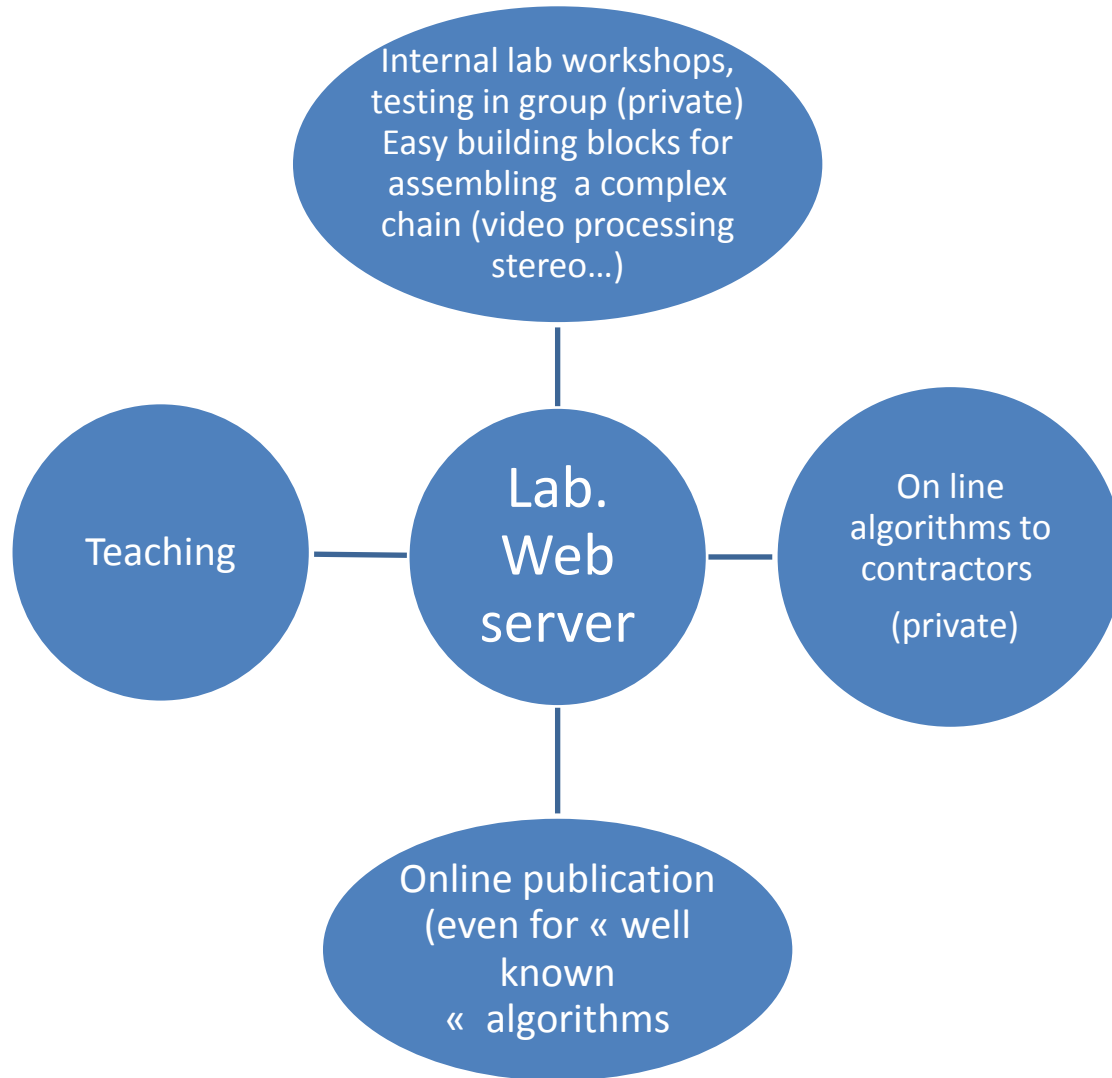 Internal lab workshops,
testing in group (private)
Easy building blocks for
assembling a complex
chain (video processing
stereo…)
Teaching
Lab.
Web
server
On line
algorithms to
contractors
(private)
Online publication
(even for « well
known
« algorithms